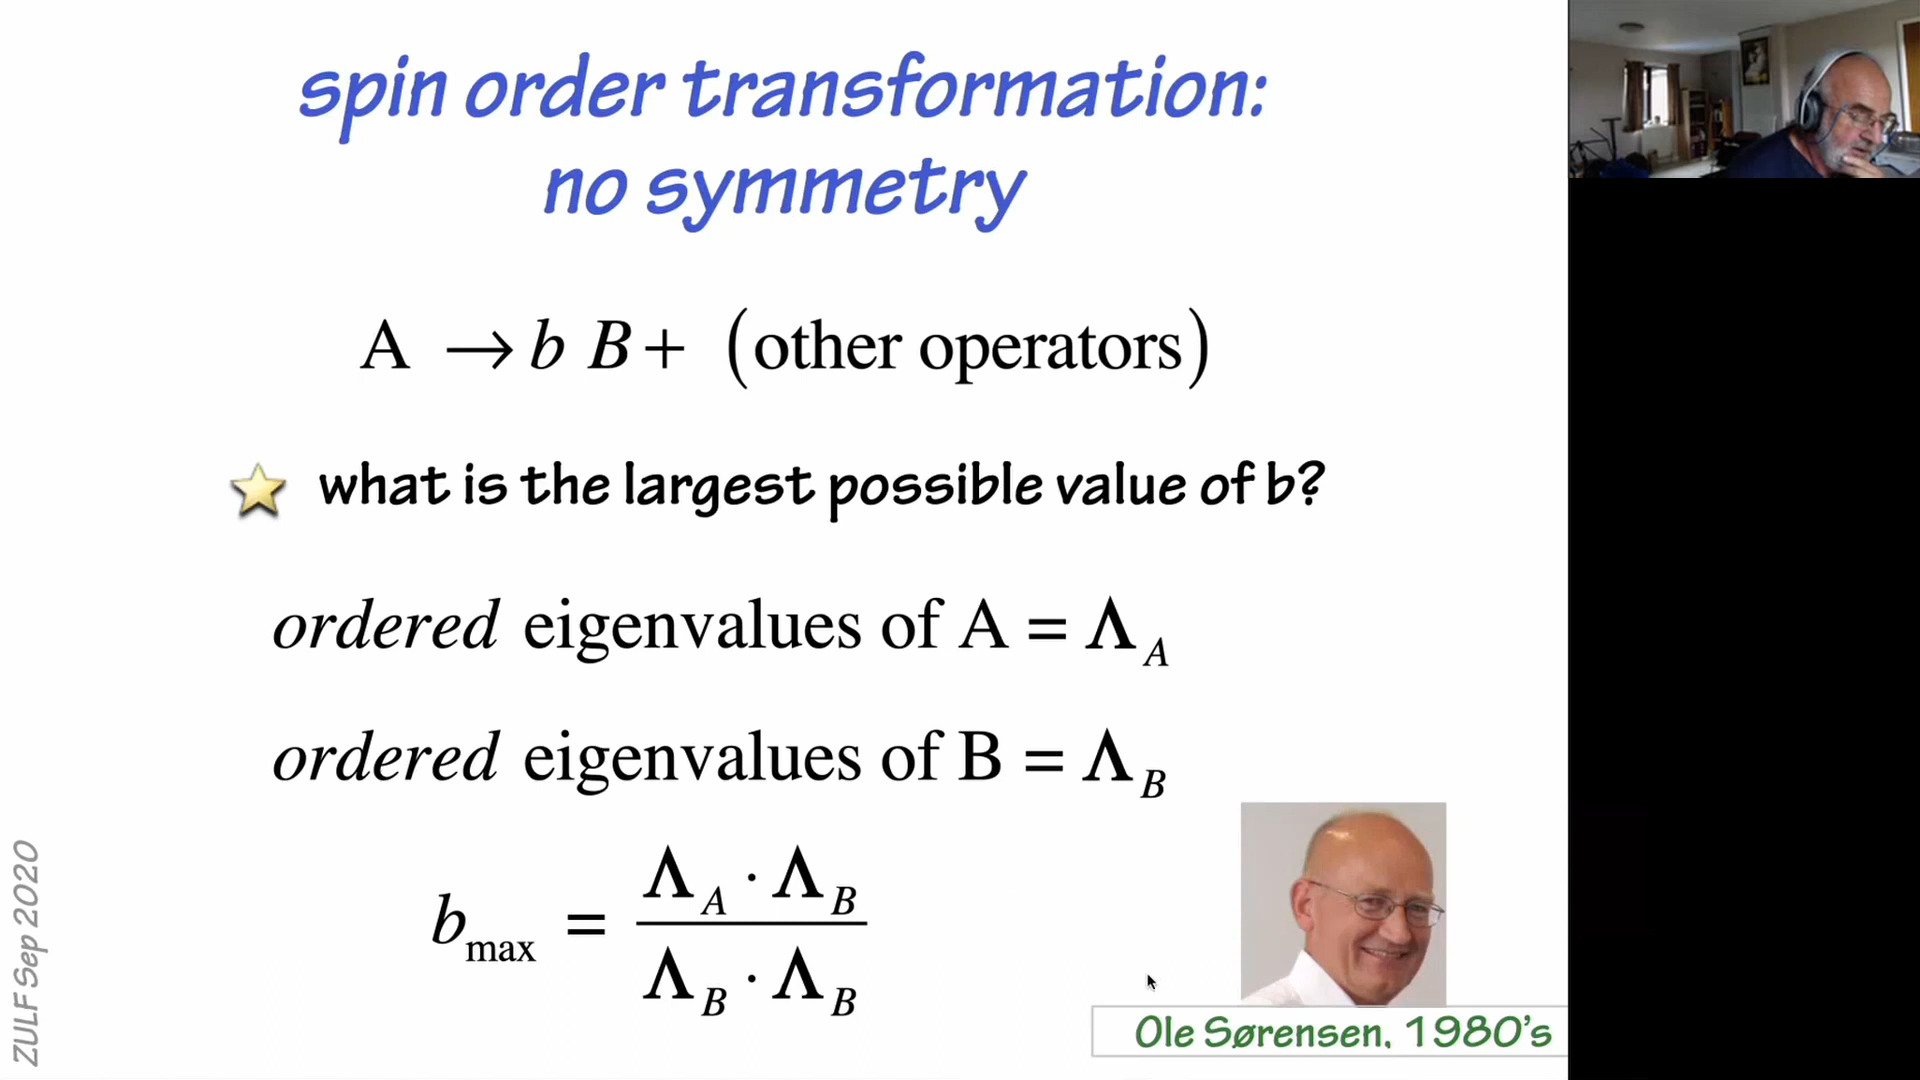 spin order transformation:
no symmetry
A → b B + (other operators)
what is the largest possible value of b?
ordered eigenvalues of A = Λ_A
ordered eigenvalues of B = Λ_B
b_max = (Λ_A · Λ_B) / (Λ_B · Λ_B)
Ole Sørensen, 1980's
ZULF Sep 2020